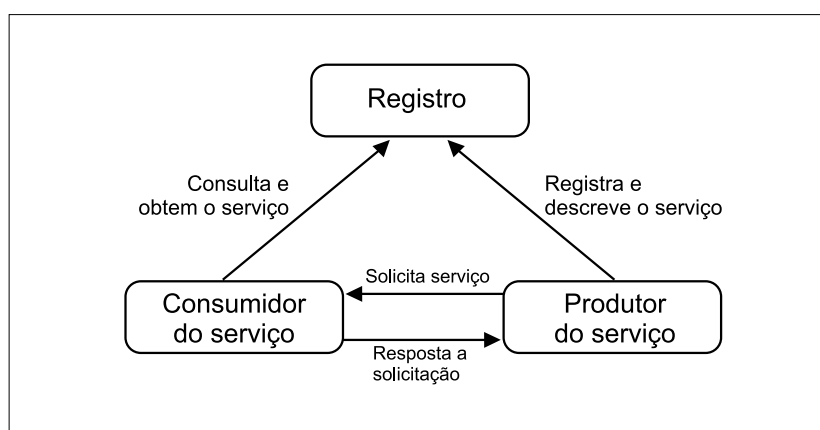 Registro
Consulta e
obtem o serviço
Registra e
descreve o serviço
Solicita serviço
Consumidor
do serviço
Produtor
do serviço
Resposta a
solicitação